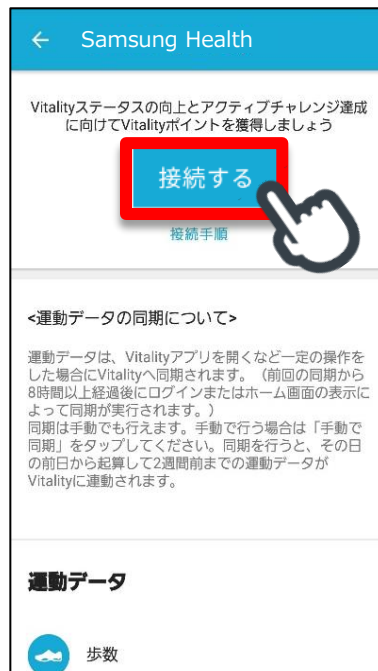 Samsung Health
Vitalityステータスの向上とアクティブチャレンジ達成
に向けてVitalityポイントを獲得しましょう
接続する
接続手順
<運動データの同期について>
運動データは、Vitalityアプリを開くなど一定の操作を
した場合にVitalityへ同期されます。（前回の同期から
8時間以上経過後にログインまたはホーム画面の表示に
よって同期が実行されます。）
同期は手動でも行えます。手動で行う場合は「手動で
同期」をタップしてください。同期を行うと、その日
の前日から起算して2週間前までの運動データが
Vitalityに連動されます。
運動データ
歩数